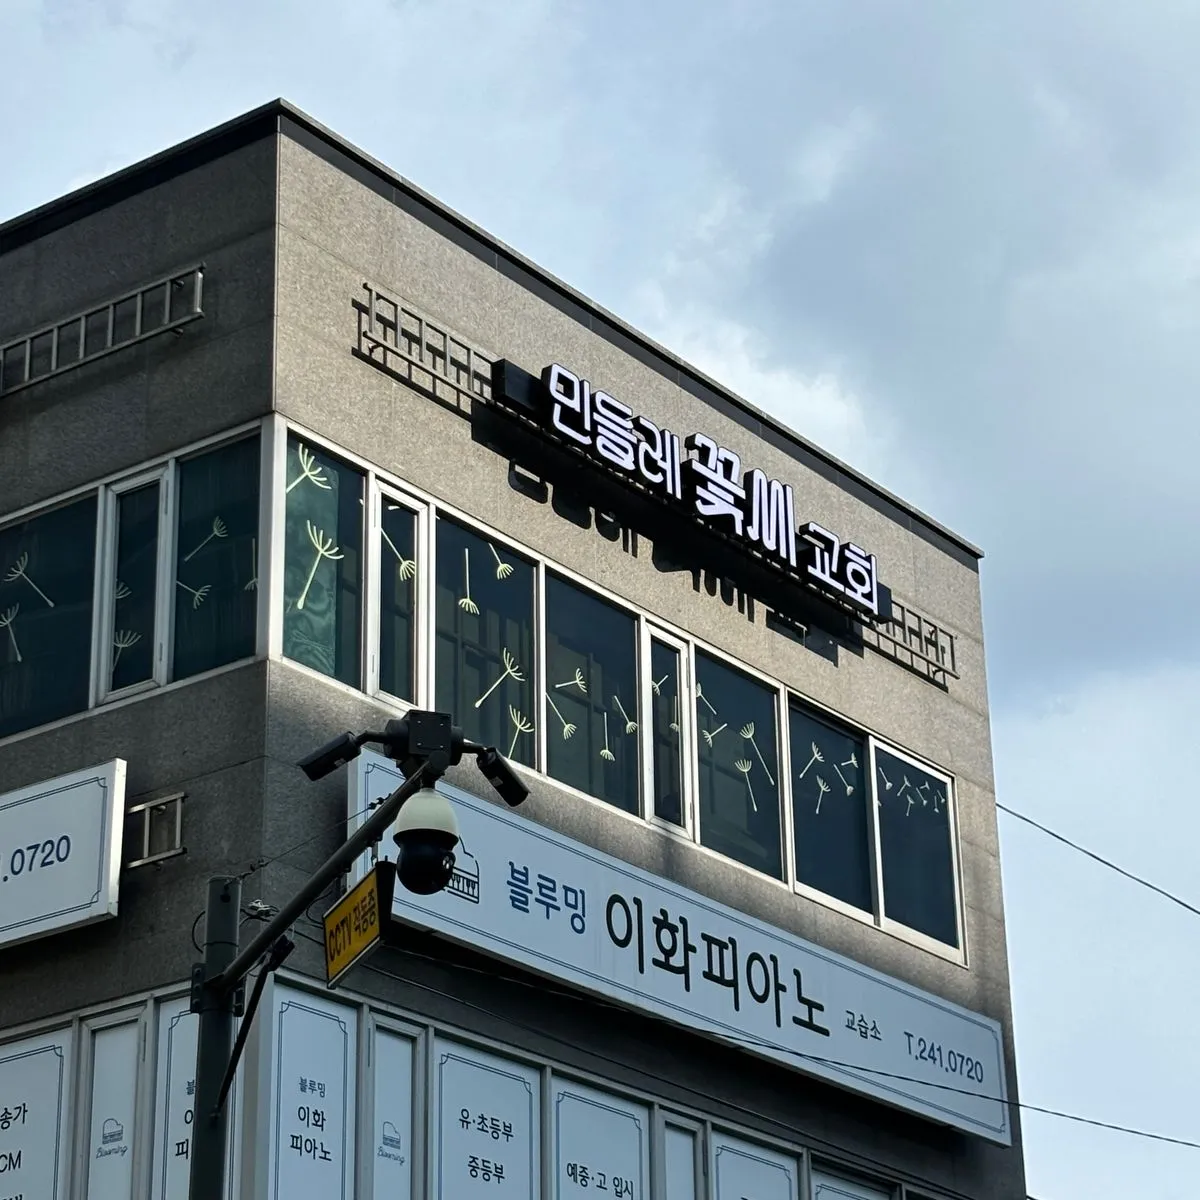 민들레 꽃씨 교회
.0720
블루밍 이화피아노 교습소 T.241.0720
CCTV 작동중
송가
CM
Blooming
블루밍
이화
피아노
Blooming
유·초등부
중등부
예중·고 입시